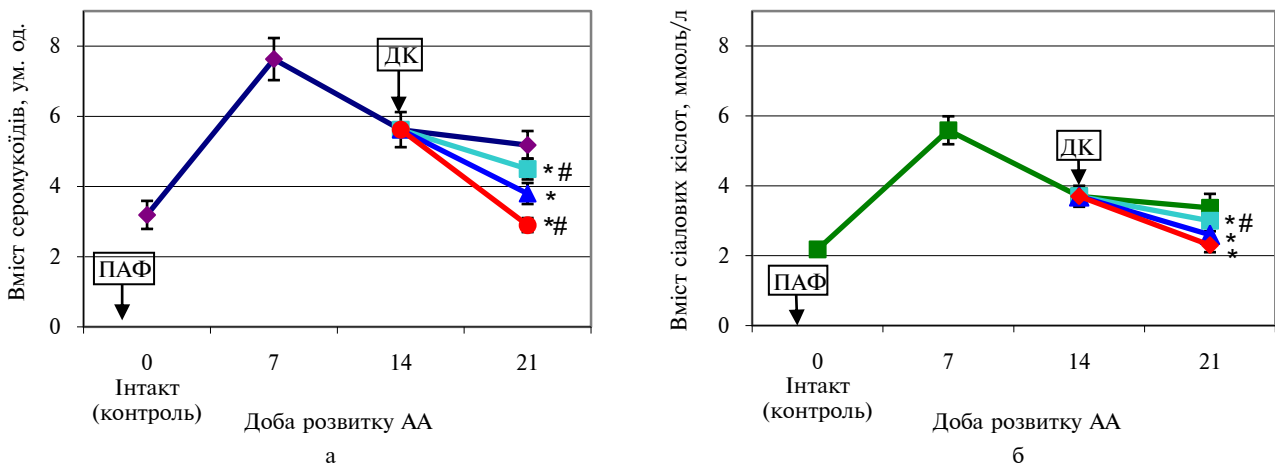 Вміст серомукоїдів, ум. од.
8
6
4
2
0
ПАФ
ДК
* #
*
*#
0
7
14
21
Інтакт
(контроль)
Доба розвитку АА
а
Вміст сіалових кіслот, ммоль/л
8
6
4
2
0
ПАФ
ДК
* #
*
*
0
7
14
21
Інтакт
(контроль)
Доба розвитку АА
б